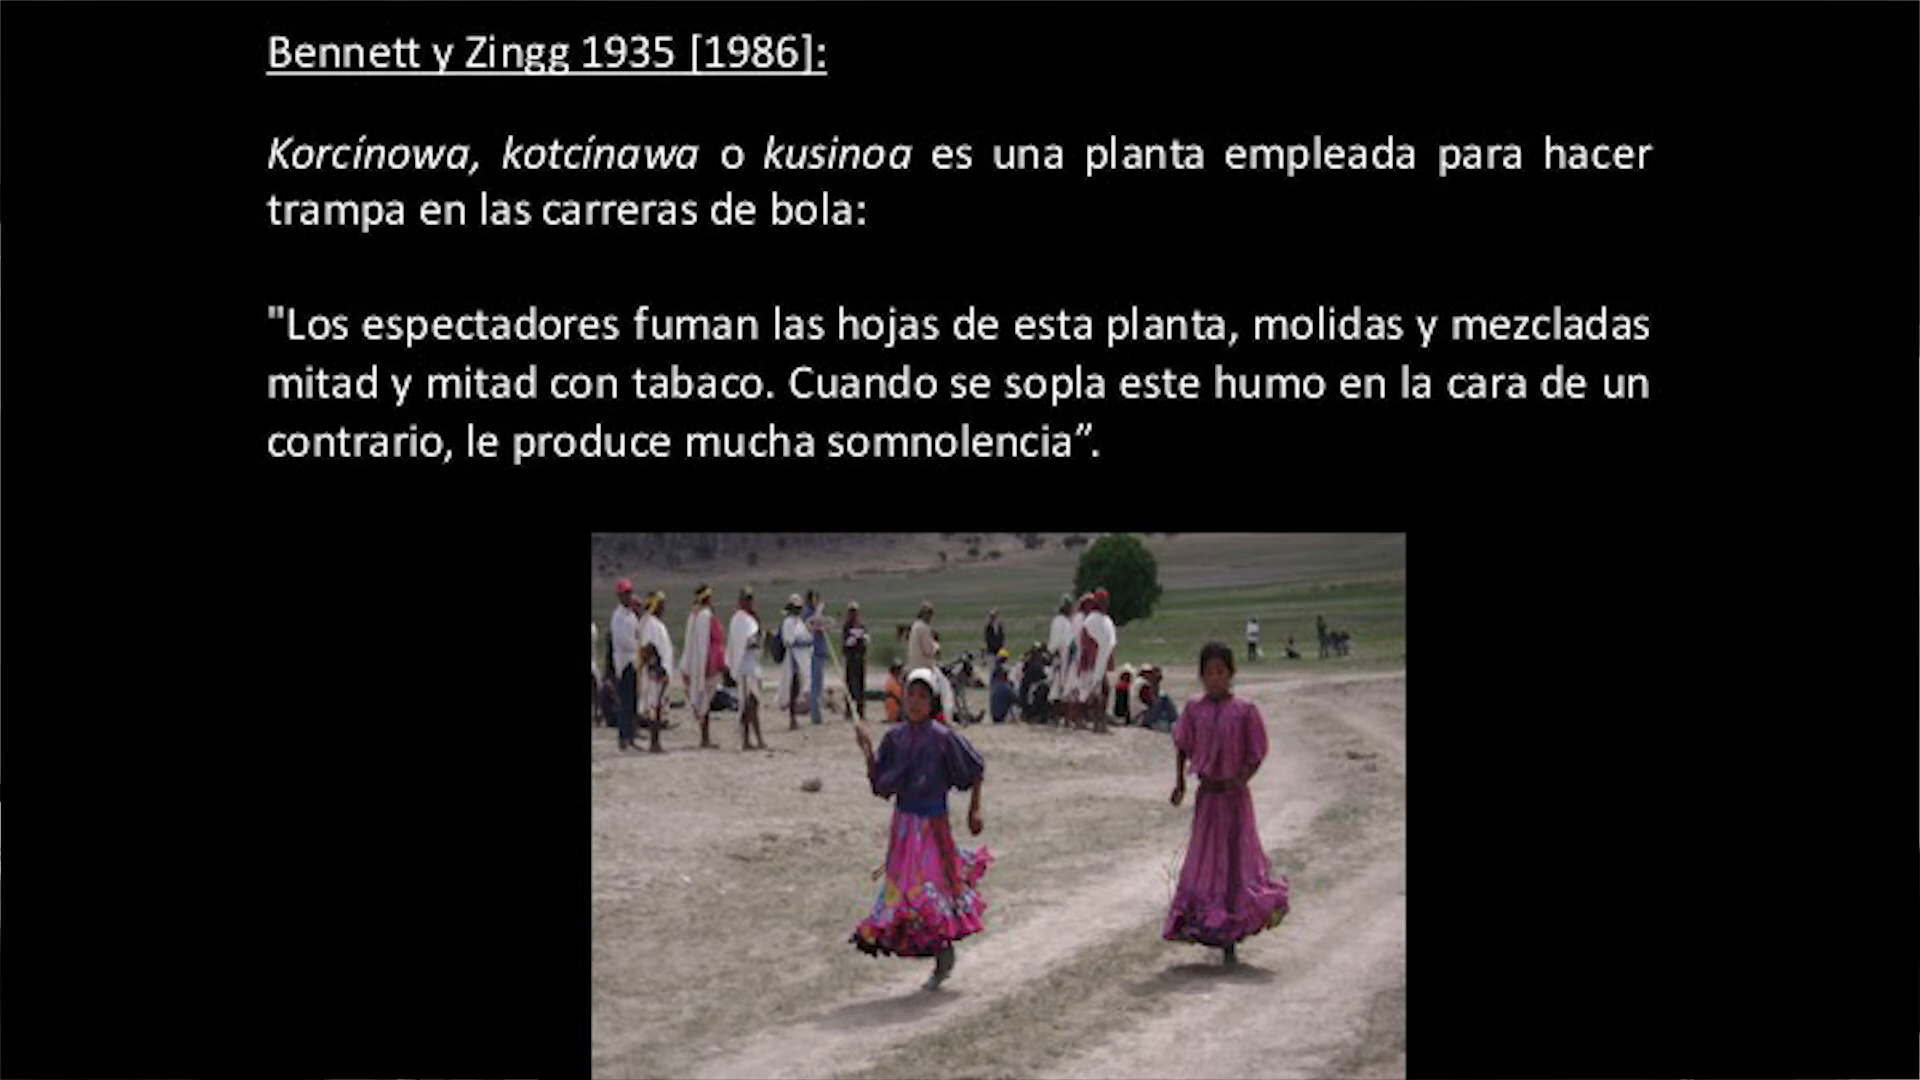 Bennett y Zingg 1935 [1986]:
Korcínowa, kotcínawa o kusinoa es una planta empleada para hacer
trampa en las carreras de bola:
"Los espectadores fuman las hojas de esta planta, molidas y mezcladas
mitad y mitad con tabaco. Cuando se sopla este humo en la cara de un
contrario, le produce mucha somnolencia”.